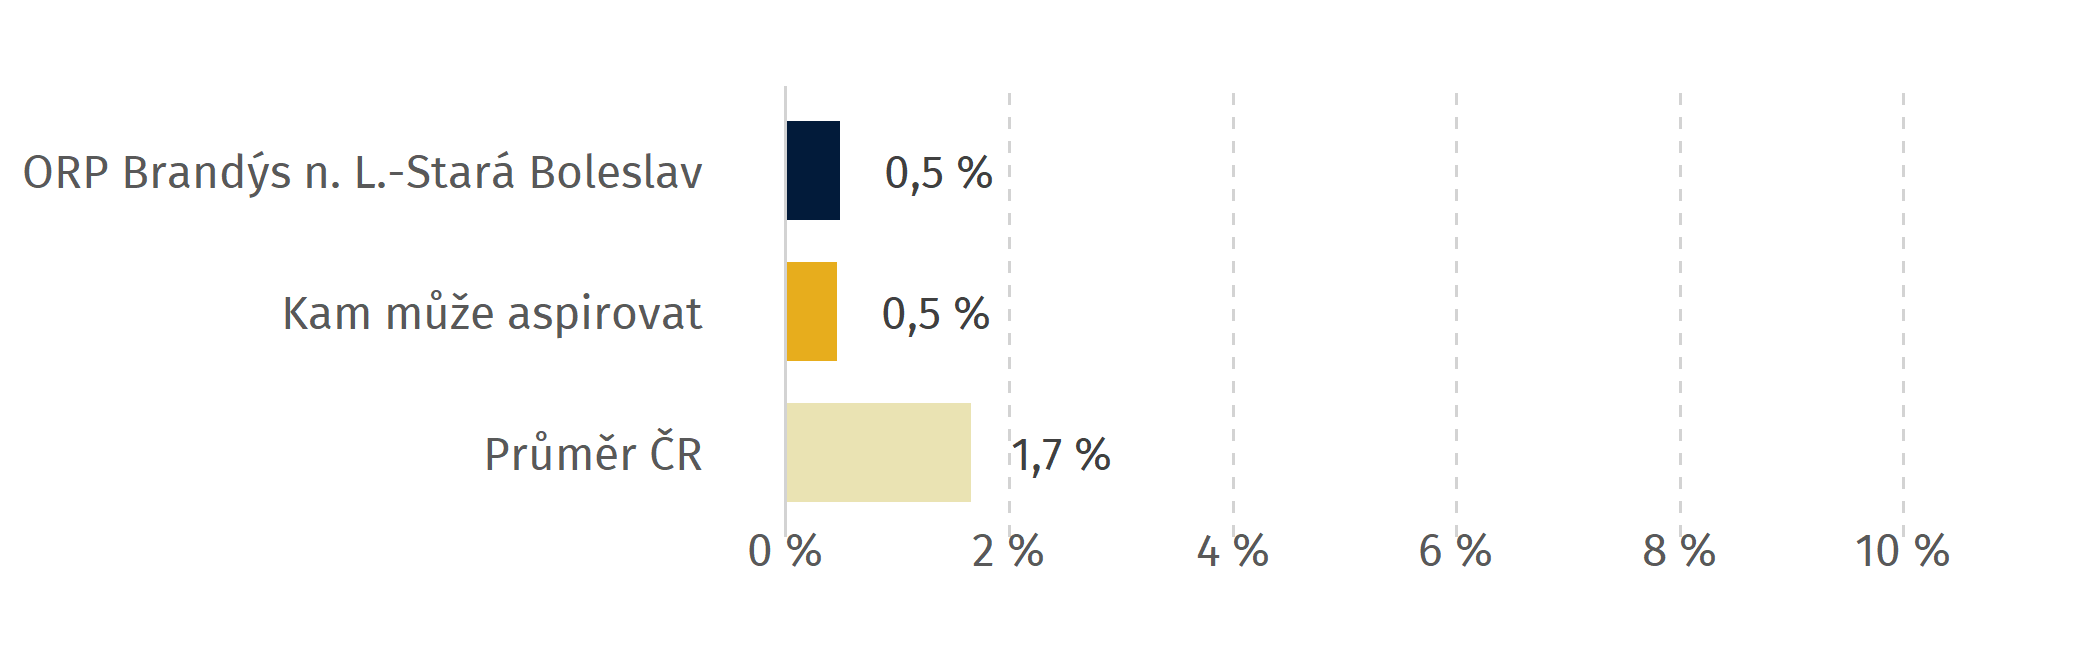 ORP Brandýs n. L.-Stará Boleslav 0,5 %
Kam může aspirovat 0,5 %
Průměr ČR 1,7 %
0 % 2 % 4 % 6 % 8 % 10 %